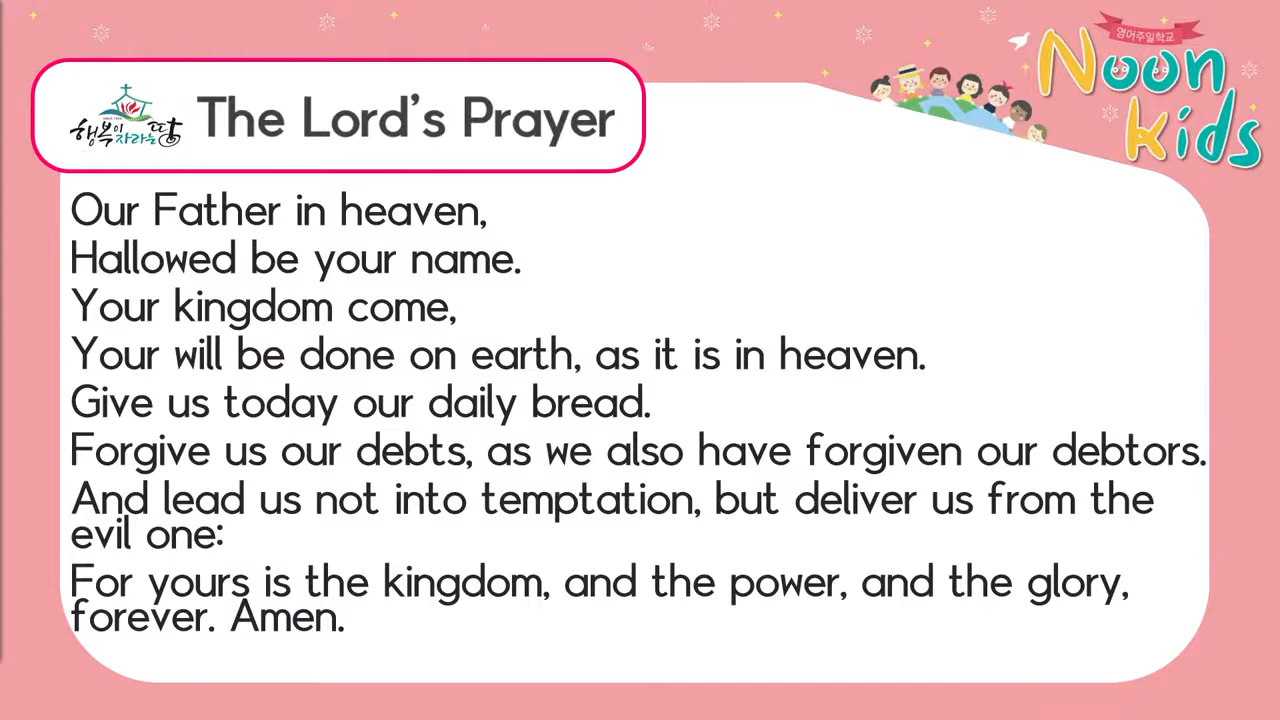 영어주일학교
Noon
kids
행복이
자라는 땅
The Lord's Prayer
Our Father in heaven,
Hallowed be your name.
Your kingdom come,
Your will be done on earth, as it is in heaven.
Give us today our daily bread.
Forgive us our debts, as we also have forgiven our debtors.
And lead us not into temptation, but deliver us from the
evil one:
For yours is the kingdom, and the power, and the glory,
forever. Amen.